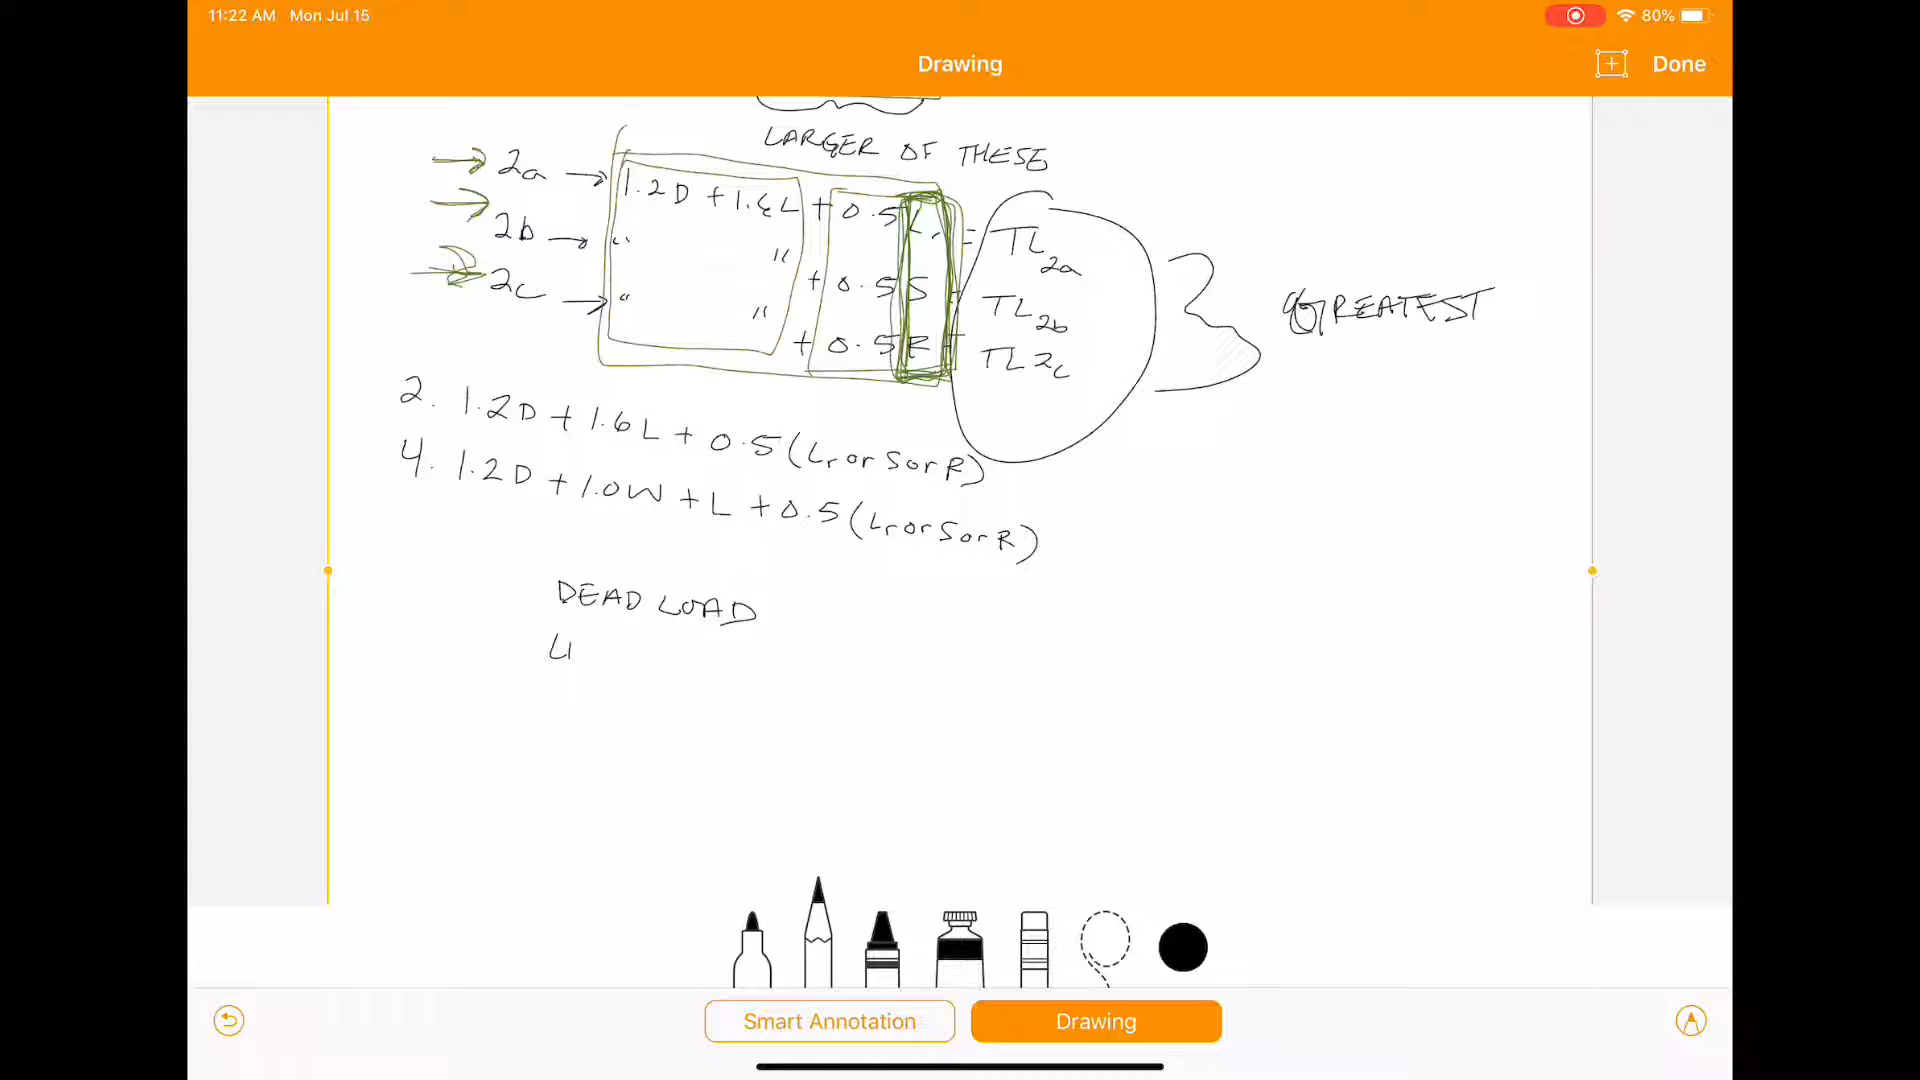 11:22 AM Mon Jul 15
80%
Drawing
Done
LARGER OF THESE
2a → 1.2D + 1.6L + 0.5Lr = TL2a
2b → " " + 0.5S = TL2b
2c → " " + 0.5R = TL2c
GREATEST
2. 1.2D + 1.6L + 0.5(Lr or S or R)
4. 1.2D + 1.0W + L + 0.5(Lr or S or R)
DEAD LOAD
LI
Smart Annotation
Drawing